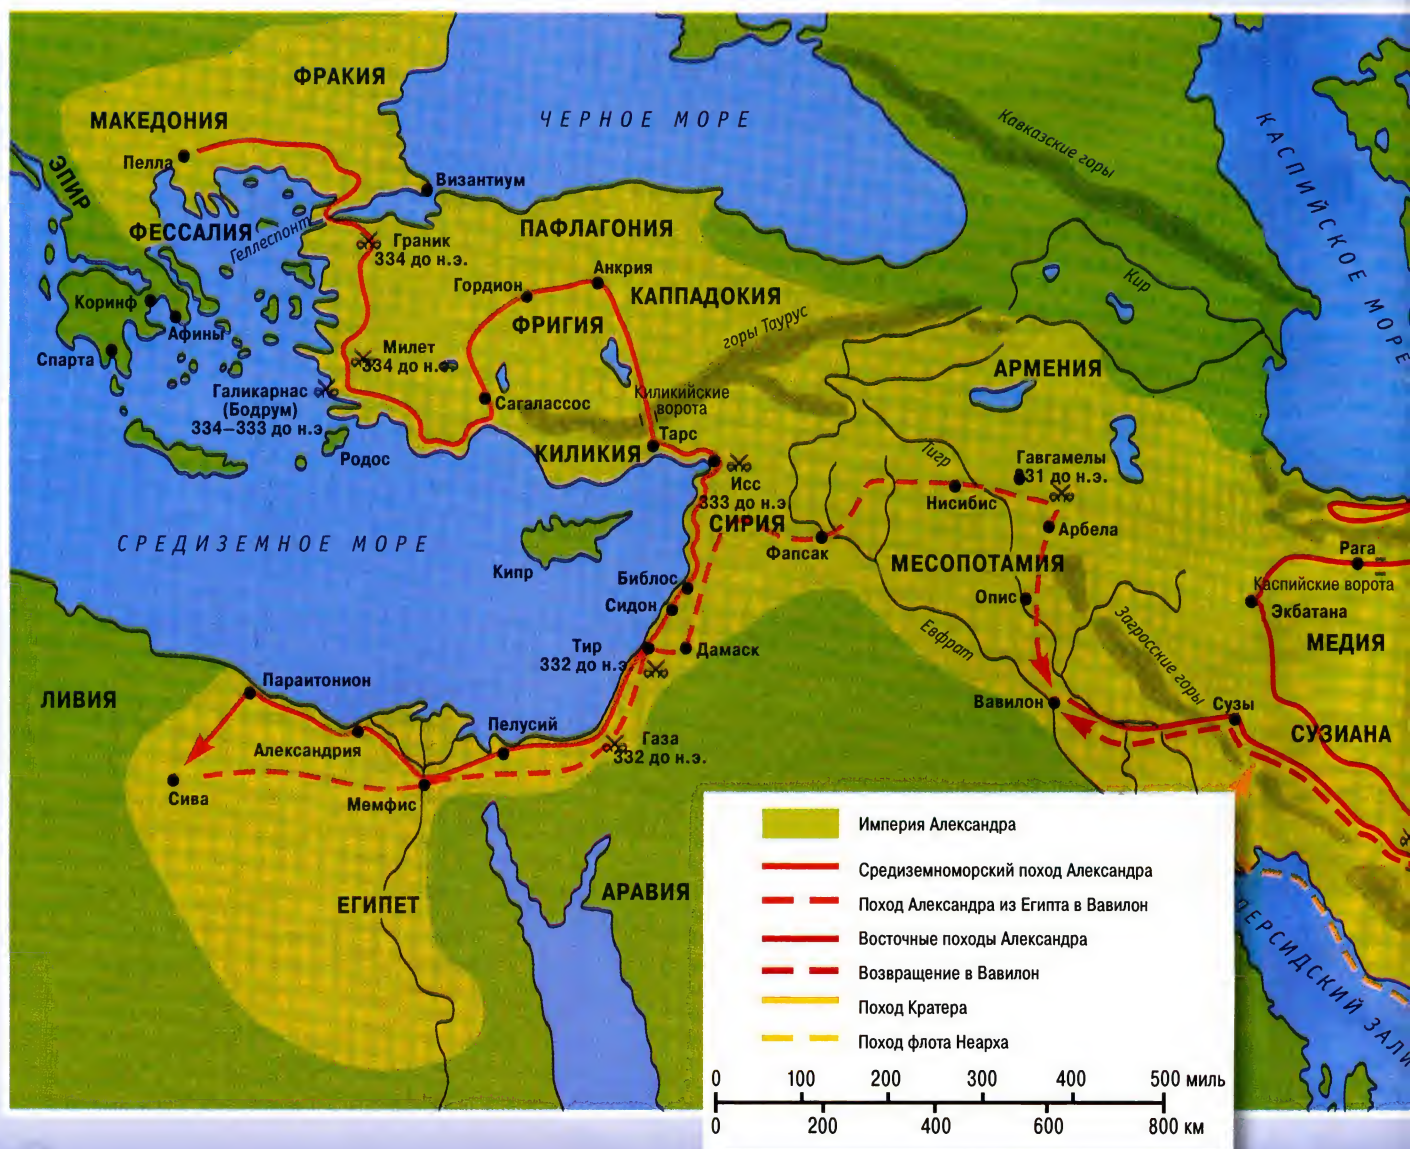 ФРАКИЯ
МАКЕДОНИЯ
Пелла
ЭПИР
ФЕССАЛИЯ
Геллеспонт
ЧЕРНОЕ МОРЕ
Византиум
ПАФЛАГОНИЯ
Граник
334 до н.э.
Гордион
Анкрия
КАППАДОКИЯ
ФРИГИЯ
горы Таурус
Кавказские горы
Кир
КАСПИЙСКОЕ МОРЕ
АРМЕНИЯ
Коринф
Афины
Спарта
Милет
334 до н.э.
Галикарнас
(Бодрум)
334–333 до н.э
Сагалассос
Киликийские
ворота
Тарс
КИЛИКИЯ
Родос
Исс
333 до н.э
СИРИЯ
Тигр
Гавгамелы
331 до н.э.
Нисибис
Арбела
Фапсак
МЕСОПОТАМИЯ
Опис
Евфрат
Загросские горы
Рага
Каспийские ворота
Экбатана
МЕДИЯ
СРЕДИЗЕМНОЕ МОРЕ
Кипр
Библос
Сидон
Тир
332 до н.э.
Дамаск
Вавилон
Сузы
СУЗИАНА
ЛИВИЯ
Параитонион
Александрия
Пелусий
Газа
332 до н.э.
Сива
Мемфис
ЕГИПЕТ
АРАВИЯ
ПЕРСИДСКИЙ ЗАЛИ
Империя Александра
Средиземноморский поход Александра
Поход Александра из Египта в Вавилон
Восточные походы Александра
Возвращение в Вавилон
Поход Кратера
Поход флота Неарха
0 100 200 300 400 500 миль
0 200 400 600 800 км